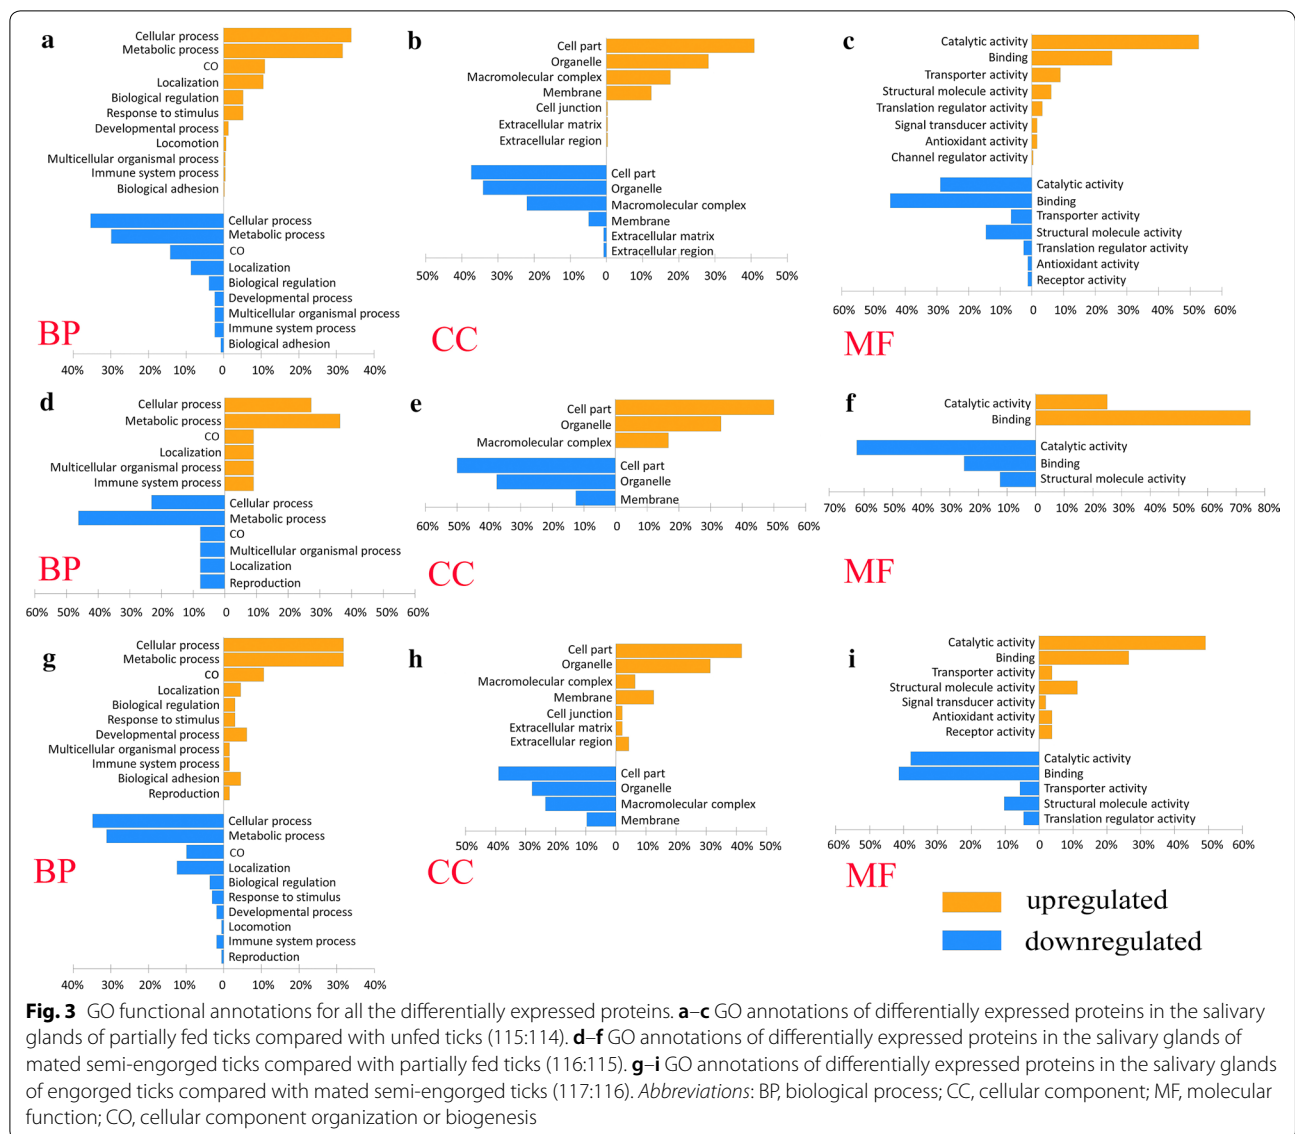 a
Cellular process
Metabolic process
CO
Localization
Biological regulation
Response to stimulus
Developmental process
Locomotion
Multicellular organismal process
Immune system process
Biological adhesion
Cellular process
Metabolic process
CO
Localization
Biological regulation
Developmental process
Multicellular organismal process
Immune system process
Biological adhesion
BP
40% 30% 20% 10% 0 10% 20% 30% 40%
b
Cell part
Organelle
Macromolecular complex
Membrane
Cell junction
Extracellular matrix
Extracellular region
Cell part
Organelle
Macromolecular complex
Membrane
Extracellular matrix
Extracellular region
50% 40% 30% 20% 10% 0 10% 20% 30% 40% 50%
CC
c
Catalytic activity
Binding
Transporter activity
Structural molecule activity
Translation regulator activity
Signal transducer activity
Antioxidant activity
Channel regulator activity
Catalytic activity
Binding
Transporter activity
Structural molecule activity
Translation regulator activity
Antioxidant activity
Receptor activity
60% 50% 40% 30% 20% 10% 0 10% 20% 30% 40% 50% 60%
MF
d
Cellular process
Metabolic process
CO
Localization
Multicellular organismal process
Immune system process
Cellular process
Metabolic process
CO
Multicellular organismal process
Localization
Reproduction
BP
60% 50% 40% 30% 20% 10% 0 10% 20% 30% 40% 50% 60%
e
Cell part
Organelle
Macromolecular complex
Cell part
Organelle
Membrane
60% 50% 40% 30% 20% 10% 0 10% 20% 30% 40% 50% 60%
CC
f
Catalytic activity
Binding
Catalytic activity
Binding
Structural molecule activity
70% 60% 50% 40% 30% 20% 10% 0 10% 20% 30% 40% 50% 60% 70% 80%
MF
g
Cellular process
Metabolic process
CO
Localization
Biological regulation
Response to stimulus
Developmental process
Multicellular organismal process
Immune system process
Biological adhesion
Reproduction
Cellular process
Metabolic process
CO
Localization
Biological regulation
Response to stimulus
Developmental process
Locomotion
Immune system process
Reproduction
BP
40% 30% 20% 10% 0 10% 20% 30% 40%
h
Cell part
Organelle
Macromolecular complex
Membrane
Cell junction
Extracellular matrix
Extracellular region
Cell part
Organelle
Macromolecular complex
Membrane
50% 40% 30% 20% 10% 0 10% 20% 30% 40% 50%
CC
i
Catalytic activity
Binding
Transporter activity
Structural molecule activity
Signal transducer activity
Antioxidant activity
Receptor activity
Catalytic activity
Binding
Transporter activity
Structural molecule activity
Translation regulator activity
60% 50% 40% 30% 20% 10% 0 10% 20% 30% 40% 50% 60%
MF
upregulated
downregulated
Fig. 3 GO functional annotations for all the differentially expressed proteins. a–c GO annotations of differentially expressed proteins in the salivary
glands of partially fed ticks compared with unfed ticks (115:114). d–f GO annotations of differentially expressed proteins in the salivary glands of
mated semi-engorged ticks compared with partially fed ticks (116:115). g–i GO annotations of differentially expressed proteins in the salivary glands
of engorged ticks compared with mated semi-engorged ticks (117:116). Abbreviations: BP, biological process; CC, cellular component; MF, molecular
function; CO, cellular component organization or biogenesis